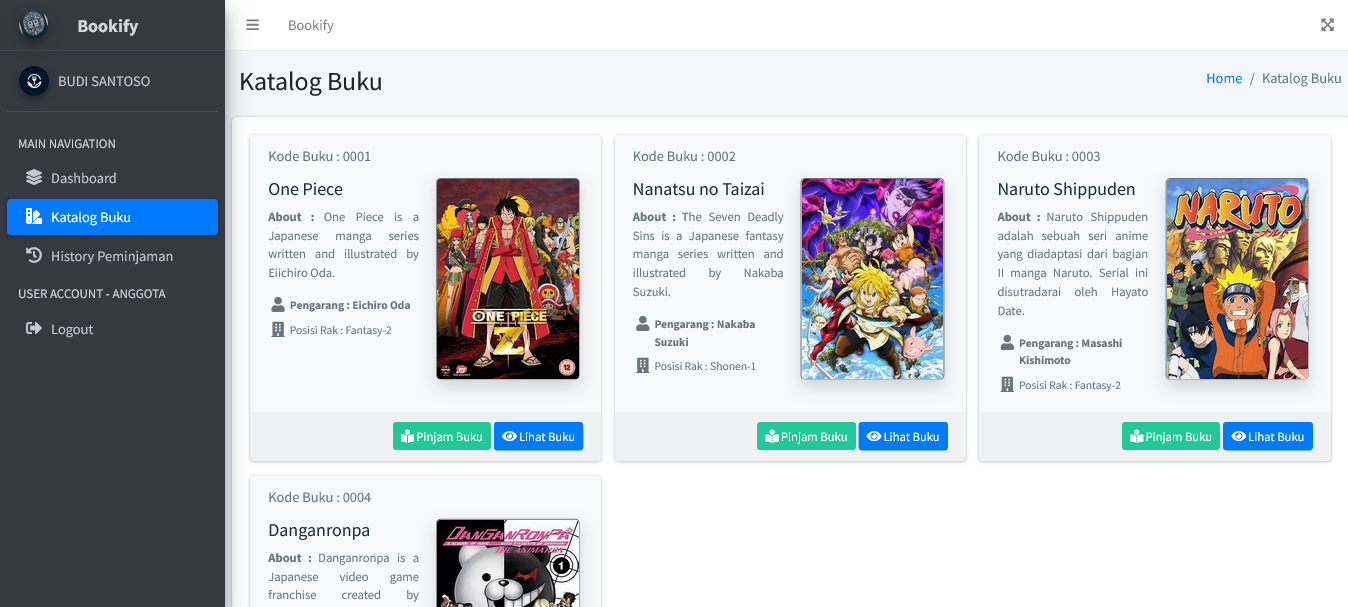 Bookify
BUDI SANTOSO
MAIN NAVIGATION
Dashboard
Katalog Buku
History Peminjaman
USER ACCOUNT - ANGGOTA
Logout
Bookify
Katalog Buku
Home / Katalog Buku
Kode Buku : 0001
One Piece
About : One Piece is a
Japanese manga series
written and illustrated by
Eiichiro Oda.
Pengarang : Eichiro Oda
Posisi Rak : Fantasy-2
ONE PIECE
Z
12
Pinjam Buku
Lihat Buku
Kode Buku : 0002
Nanatsu no Taizai
About : The Seven Deadly
Sins is a Japanese fantasy
manga series written and
illustrated by Nakaba
Suzuki.
Pengarang : Nakaba
Suzuki
Posisi Rak : Shonen-1
Pinjam Buku
Lihat Buku
Kode Buku : 0003
Naruto Shippuden
About : Naruto Shippuden
adalah sebuah seri anime
yang diadaptasi dari bagian
II manga Naruto. Serial ini
disutradarai oleh Hayato
Date.
Pengarang : Masashi
Kishimoto
Posisi Rak : Fantasy-2
NARUTO
Pinjam Buku
Lihat Buku
Kode Buku : 0004
Danganronpa
About : Danganronpa is a
Japanese video game
franchise created by
DANGANRONPA
THE ANIMATION
1